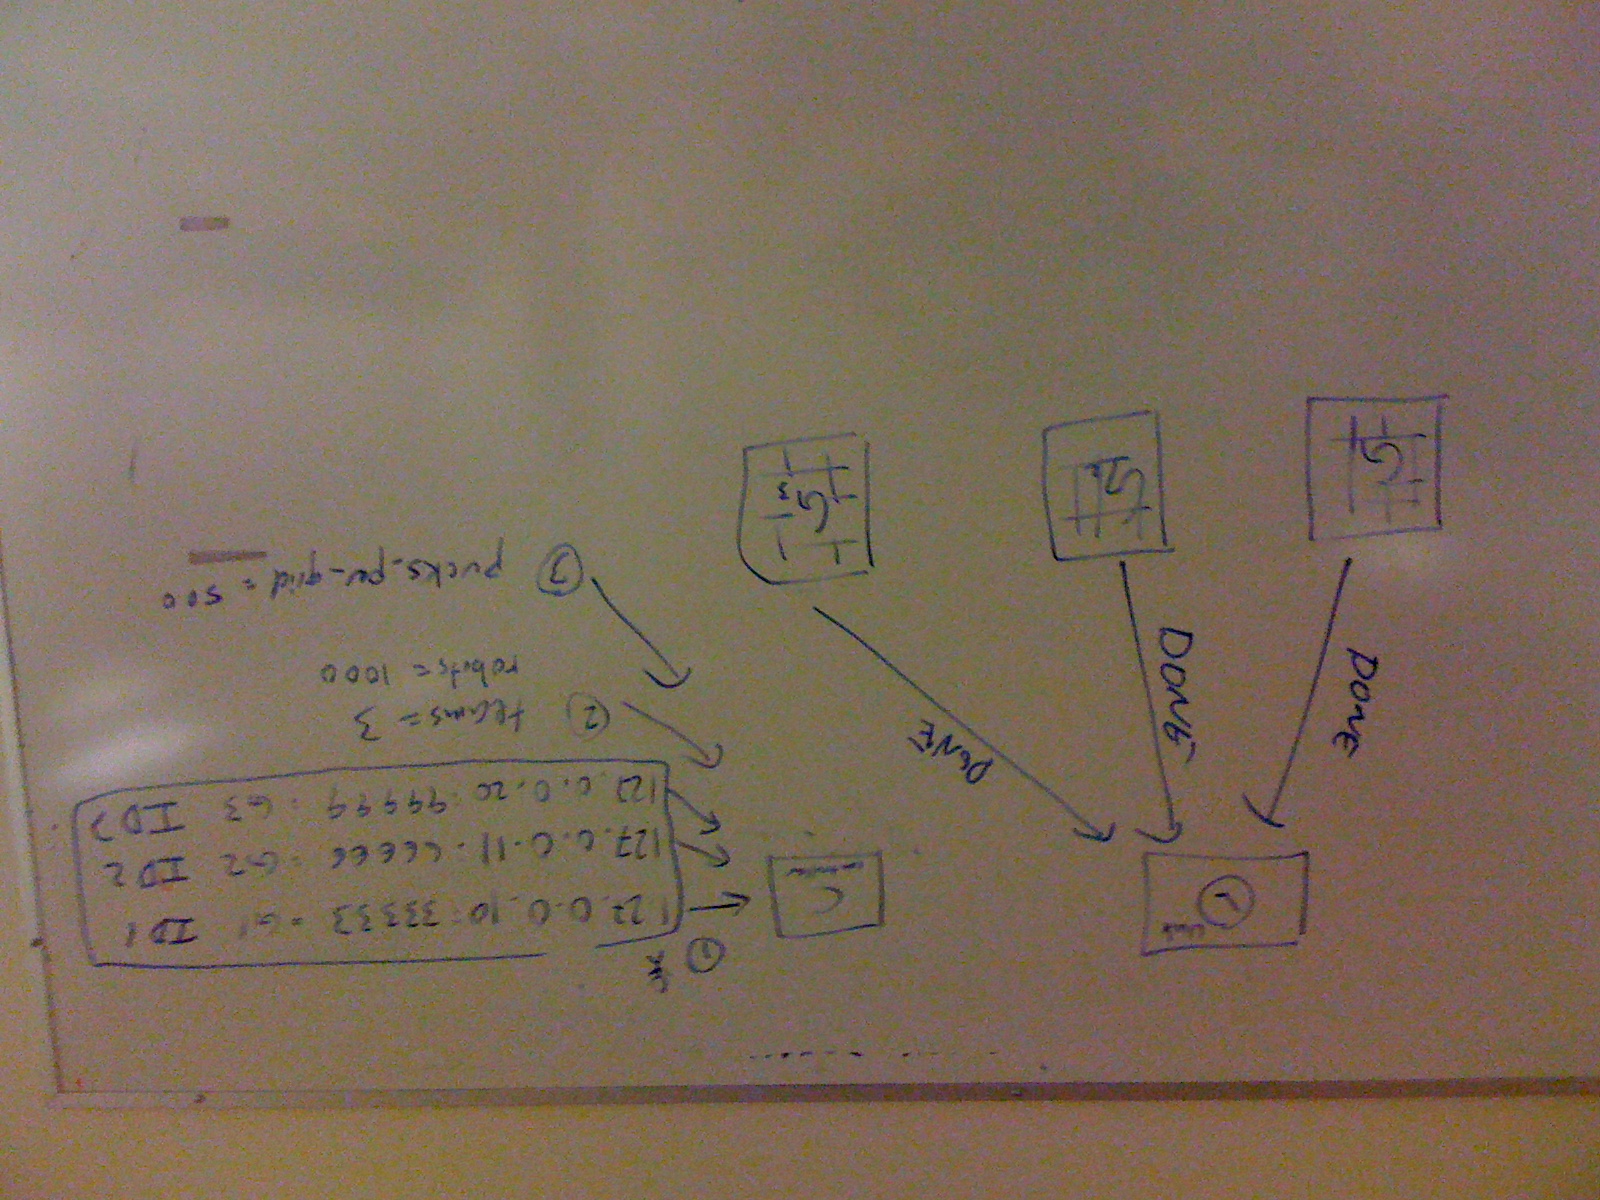 clock
C
controller
①
127.0.0.10:33333 = G1 ID1
127.0.0.11:66666 = G2 ID2
127.0.0.20:99999 : G3 ID3
DONE
DONE
DONE
② teams = 3
robots = 1000
③ pucks_per_grid = 500
G1
G2
G3